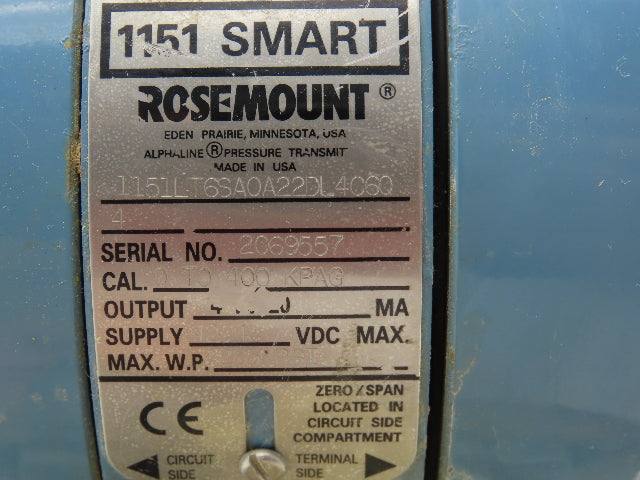 1151 SMART
ROSEMOUNT ®
EDEN PRAIRIE, MINNESOTA, USA
ALPHALINE ® PRESSURE TRANSMIT
MADE IN USA
1151LT6SA0A22DL4C60
4
SERIAL NO. 2069557
CAL. 0 TO 400 KPAG
OUTPUT MA
SUPPLY VDC MAX.
MAX. W.P.
CE
ZERO/SPAN
LOCATED IN
CIRCUIT SIDE
COMPARTMENT
CIRCUIT SIDE
TERMINAL SIDE